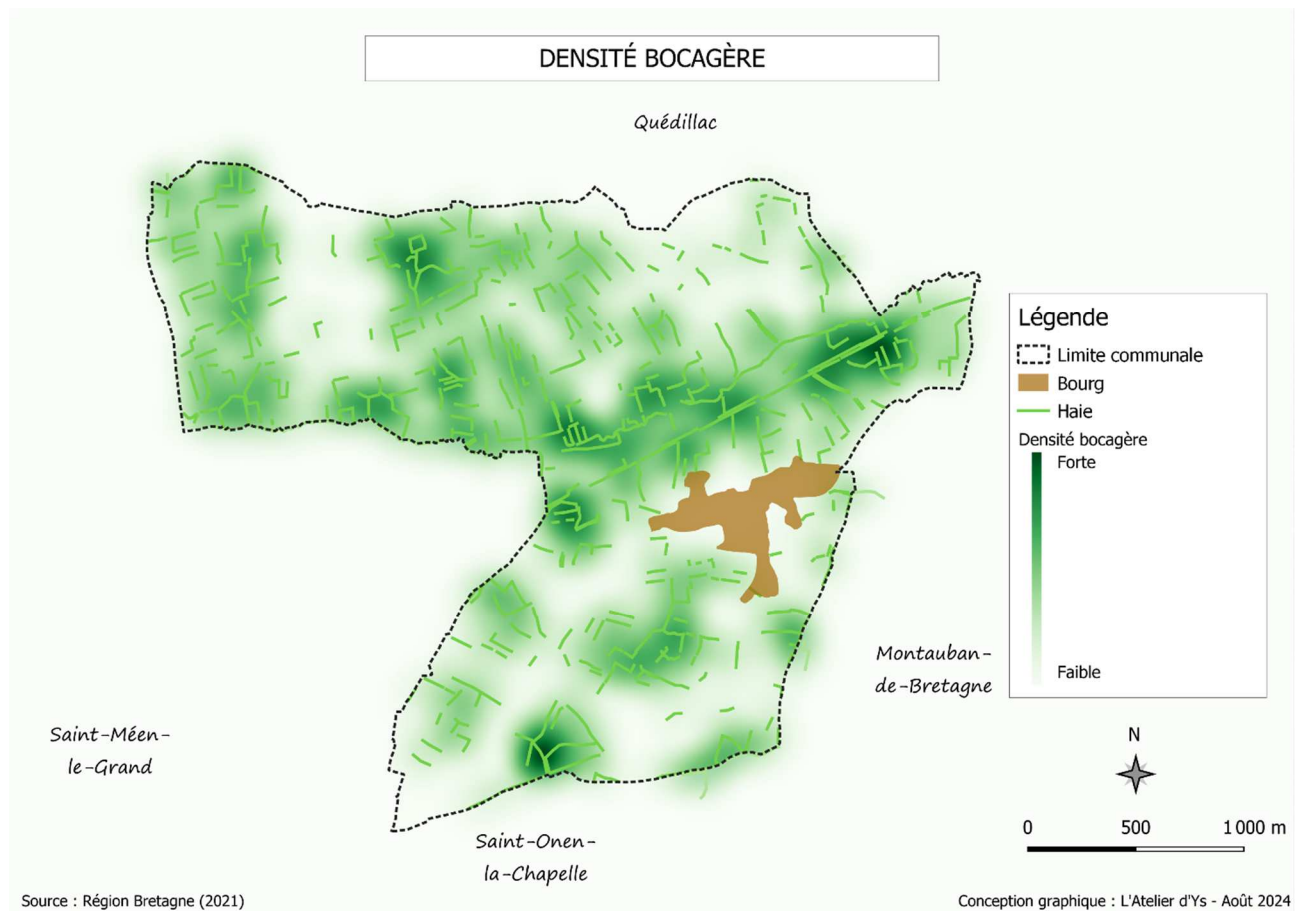 DENSITÉ BOCAGÈRE
Quédillac
Légende
Limite communale
Bourg
Haie
Densité bocagère
Forte
Faible
Montauban-
de-Bretagne
Saint-Méen-
le-Grand
N
0 500 1 000 m
Saint-Onen-
la-Chapelle
Source : Région Bretagne (2021)
Conception graphique : L'Atelier d'Ys - Août 2024